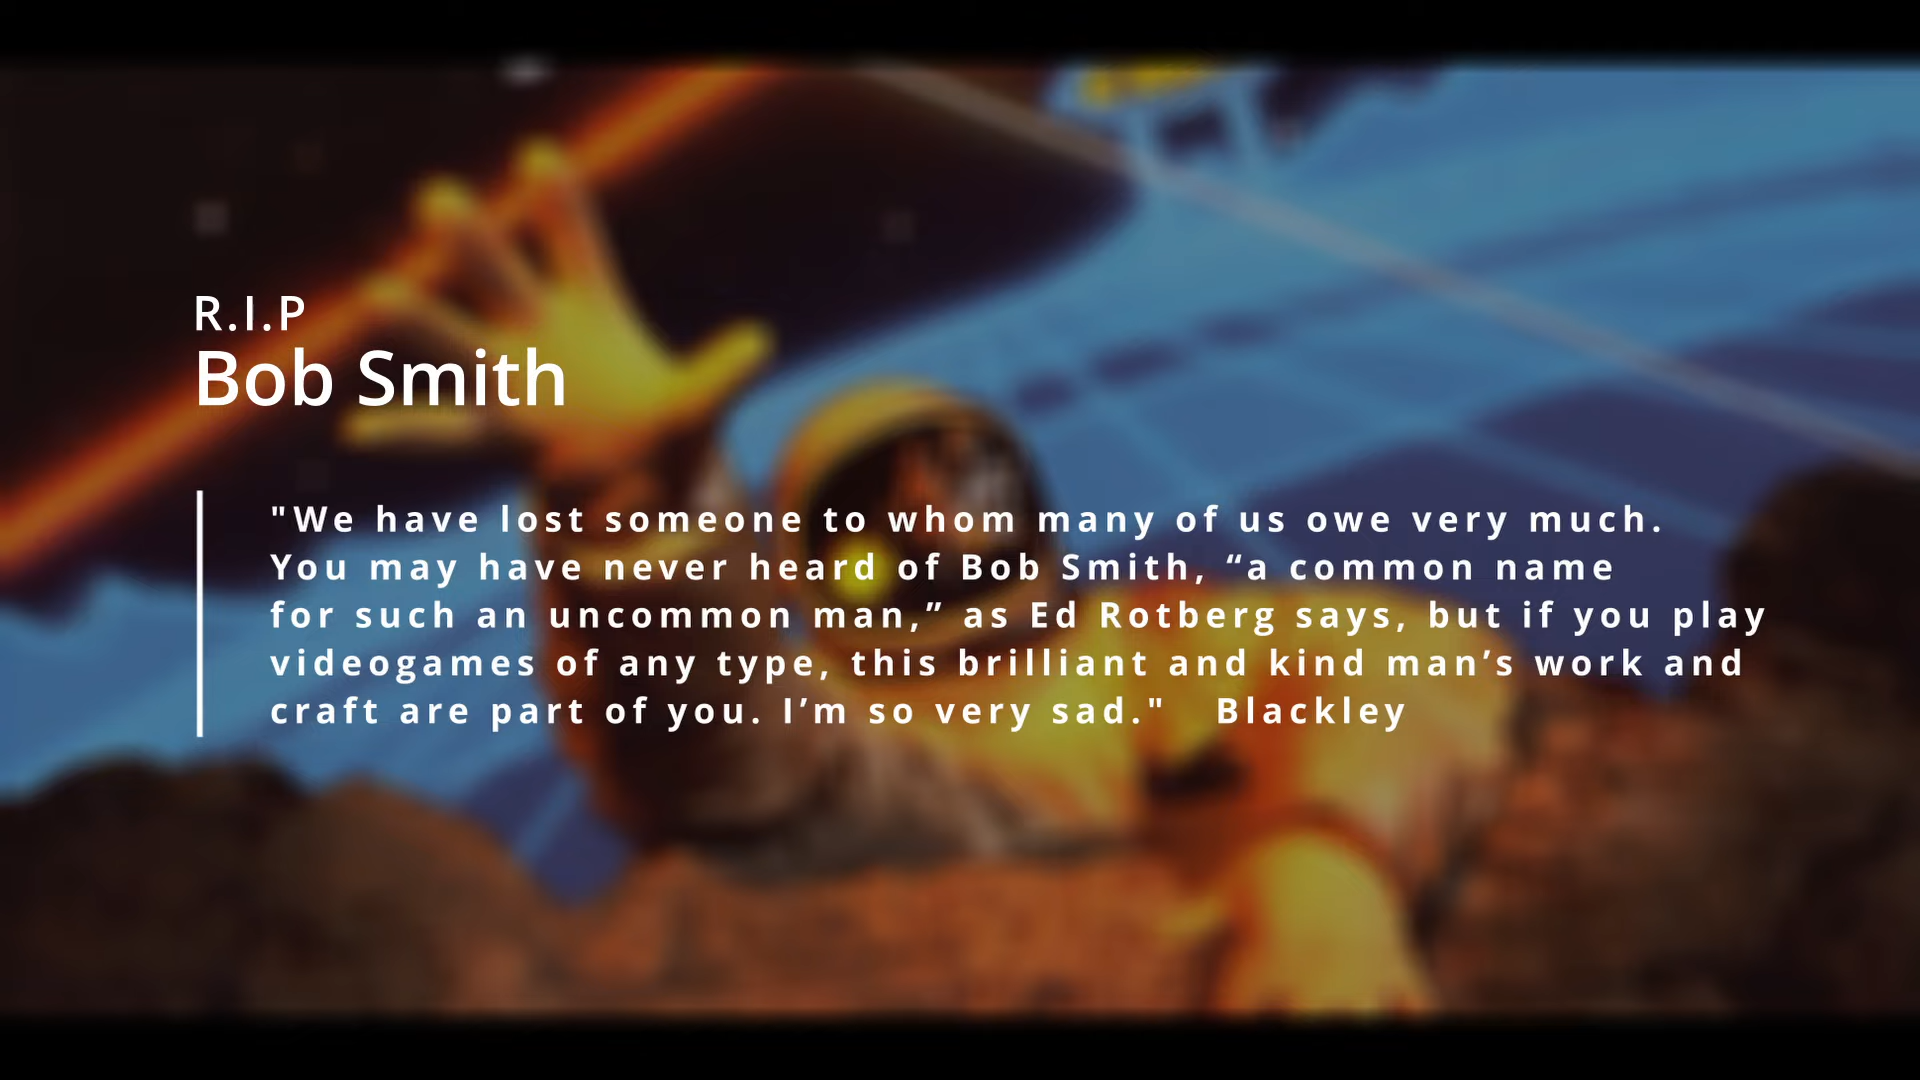 R.I.P
Bob Smith
"We have lost someone to whom many of us owe very much.
You may have never heard of Bob Smith, “a common name
for such an uncommon man,” as Ed Rotberg says, but if you play
videogames of any type, this brilliant and kind man’s work and
craft are part of you. I’m so very sad." Blackley